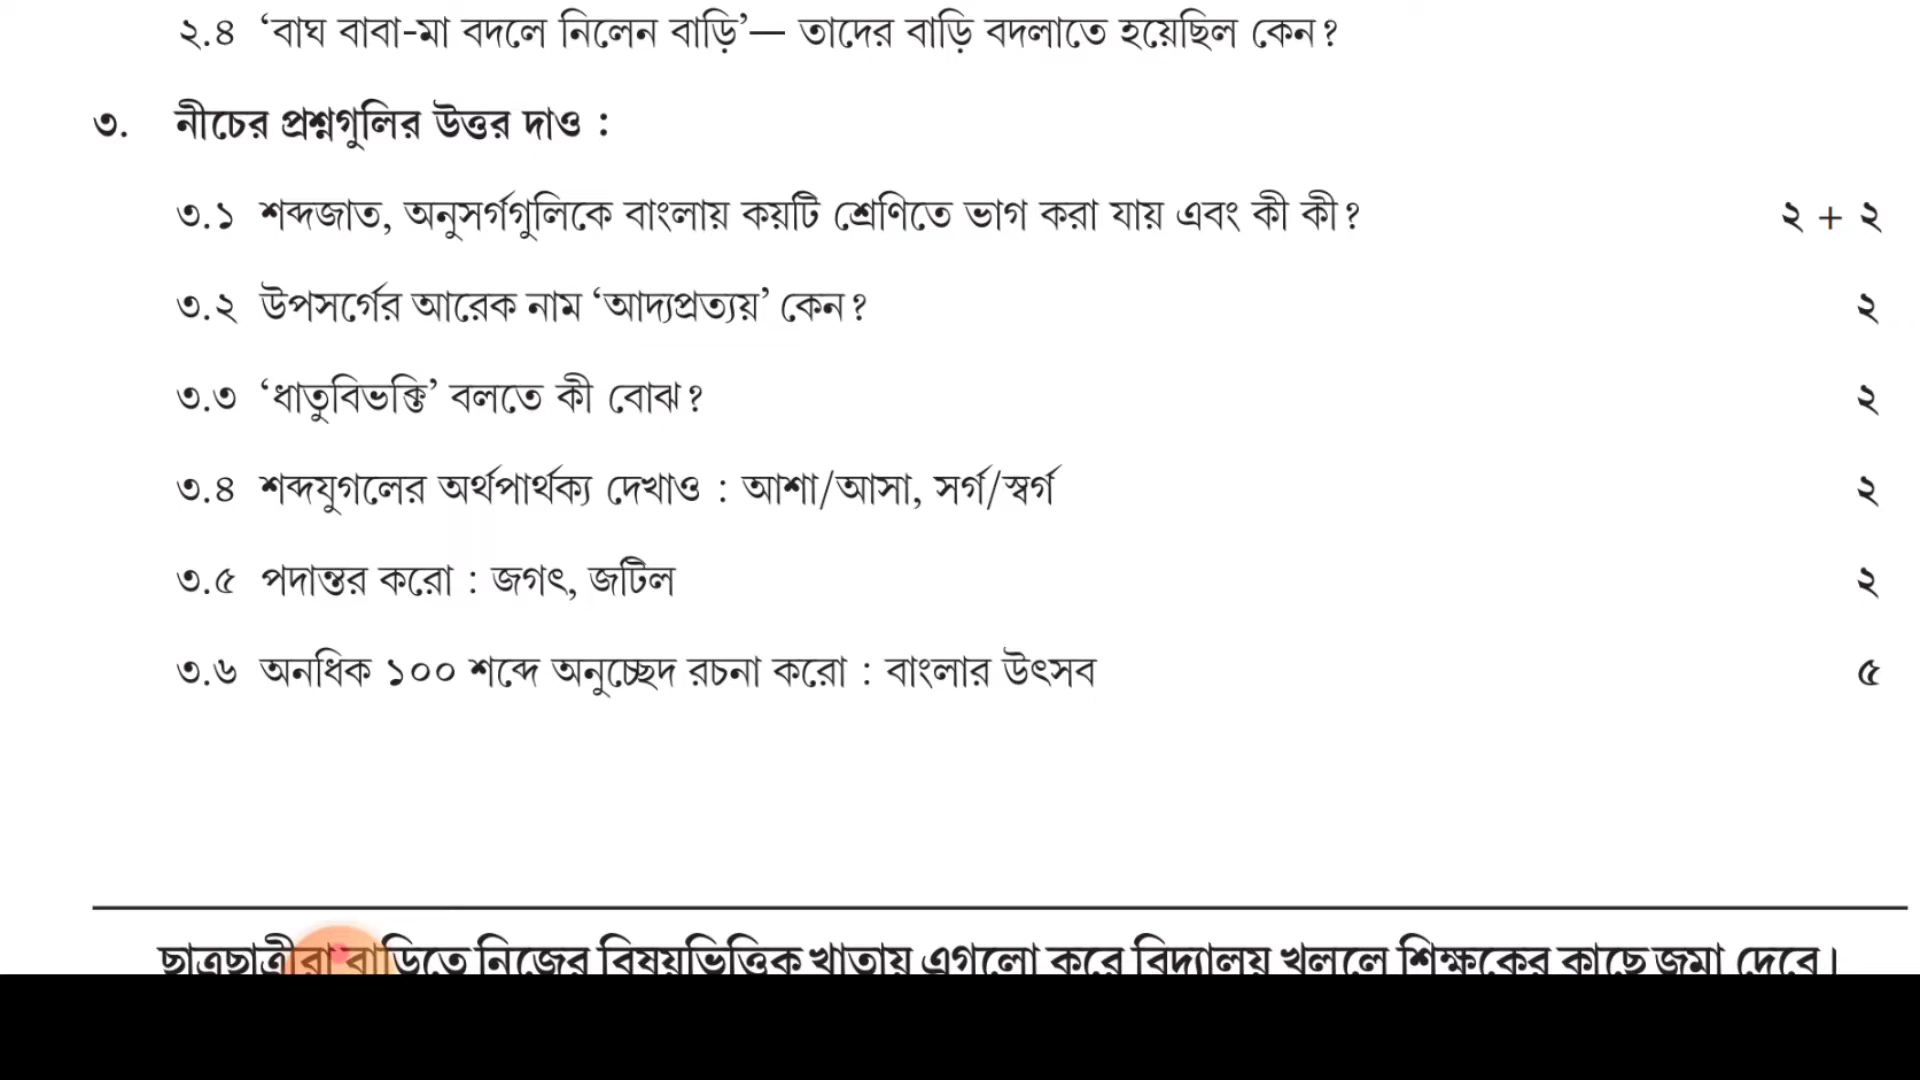 ২.৪ ‘বাঘ বাবা-মা বদলে নিলেন বাড়ি’— তাদের বাড়ি বদলাতে হয়েছিল কেন?
৩. নীচের প্রশ্নগুলির উত্তর দাও :
৩.১ শব্দজাত, অনুসর্গগুলিকে বাংলায় কয়টি শ্রেণিতে ভাগ করা যায় এবং কী কী? ২ + ২
৩.২ উপসর্গের আরেক নাম ‘আদ্যপ্রত্যয়’ কেন? ২
৩.৩ ‘ধাতুবিভক্তি’ বলতে কী বোঝ? ২
৩.৪ শব্দযুগলের অর্থপার্থক্য দেখাও : আশা/আসা, সর্গ/স্বর্গ ২
৩.৫ পদান্তর করো : জগৎ, জটিল ২
৩.৬ অনধিক ১০০ শব্দে অনুচ্ছেদ রচনা করো : বাংলার উৎসব ৫
ছাত্রছাত্রীরা বাড়িতে নিজের বিষয়ভিত্তিক খাতায় এগুলো করে বিদ্যালয় খুললে শিক্ষকের কাছে জমা দেবে।